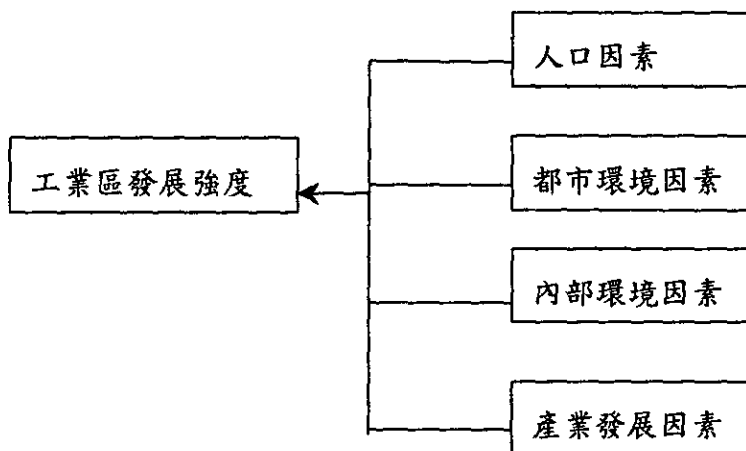 人口因素
工業區發展強度
都市環境因素
內部環境因素
產業發展因素